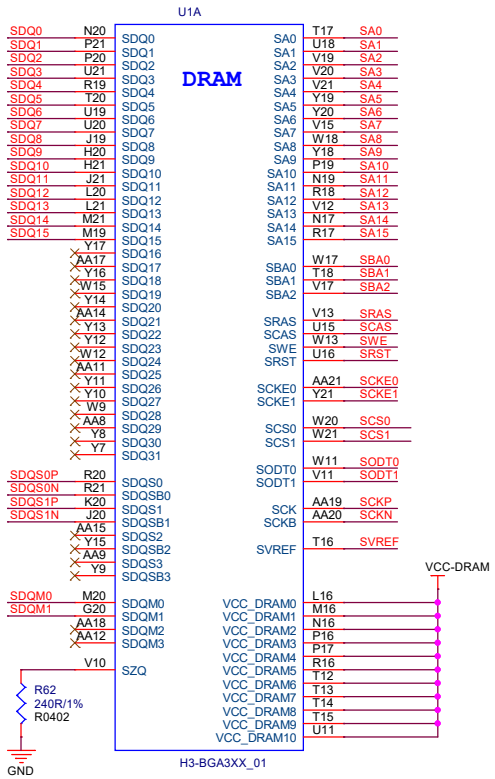 U1A
DRAM
SDQ0 N20 SDQ0 SA0 T17 SA0
SDQ1 P21 SDQ1 SA1 U18 SA1
SDQ2 P20 SDQ2 SA2 V19 SA2
SDQ3 U21 SDQ3 SA3 V20 SA3
SDQ4 R19 SDQ4 SA4 V21 SA4
SDQ5 T20 SDQ5 SA5 Y19 SA5
SDQ6 U19 SDQ6 SA6 Y20 SA6
SDQ7 U20 SDQ7 SA7 V15 SA7
SDQ8 J19 SDQ8 SA8 W18 SA8
SDQ9 H20 SDQ9 SA9 Y18 SA9
SDQ10 H21 SDQ10 SA10 P19 SA10
SDQ11 J21 SDQ11 SA11 N19 SA11
SDQ12 L20 SDQ12 SA12 R18 SA12
SDQ13 L21 SDQ13 SA13 V12 SA13
SDQ14 M21 SDQ14 SA14 N17 SA14
SDQ15 M19 SDQ15 SA15 R17 SA15
Y17 SDQ16
AA17 SDQ17 SBA0 W17 SBA0
Y16 SDQ18 SBA1 T18 SBA1
W15 SDQ19 SBA2 V17 SBA2
Y14 SDQ20
AA14 SDQ21 SRAS V13 SRAS
Y13 SDQ22 SCAS U15 SCAS
Y12 SDQ23 SWE W13 SWE
W12 SDQ24 SRST U16 SRST
AA11 SDQ25
Y11 SDQ26 SCKE0 AA21 SCKE0
Y10 SDQ27 SCKE1 Y21 SCKE1
W9 SDQ28
AA8 SDQ29 SCS0 W20 SCS0
Y8 SDQ30 SCS1 W21 SCS1
Y7 SDQ31
SODT0 W11 SODT0
SDQS0P R20 SDQS0 SODT1 V11 SODT1
SDQS0N R21 SDQSB0
SDQS1P K20 SDQS1 SCK AA19 SCKP
SDQS1N J20 SDQSB1 SCKB AA20 SCKN
AA15 SDQS2
Y15 SDQSB2 SVREF T16 SVREF
AA9 SDQS3
Y9 SDQSB3
VCC-DRAM
SDQM0 M20 SDQM0 VCC_DRAM0 L16
SDQM1 G20 SDQM1 VCC_DRAM1 M16
AA18 SDQM2 VCC_DRAM2 N16
AA12 SDQM3 VCC_DRAM3 P16
VCC_DRAM4 P17
V10 SZQ VCC_DRAM5 R16
VCC_DRAM6 T12
R62 VCC_DRAM7 T13
240R/1% VCC_DRAM8 T14
R0402 VCC_DRAM9 T15
VCC_DRAM10 U11
GND
H3-BGA3XX_01